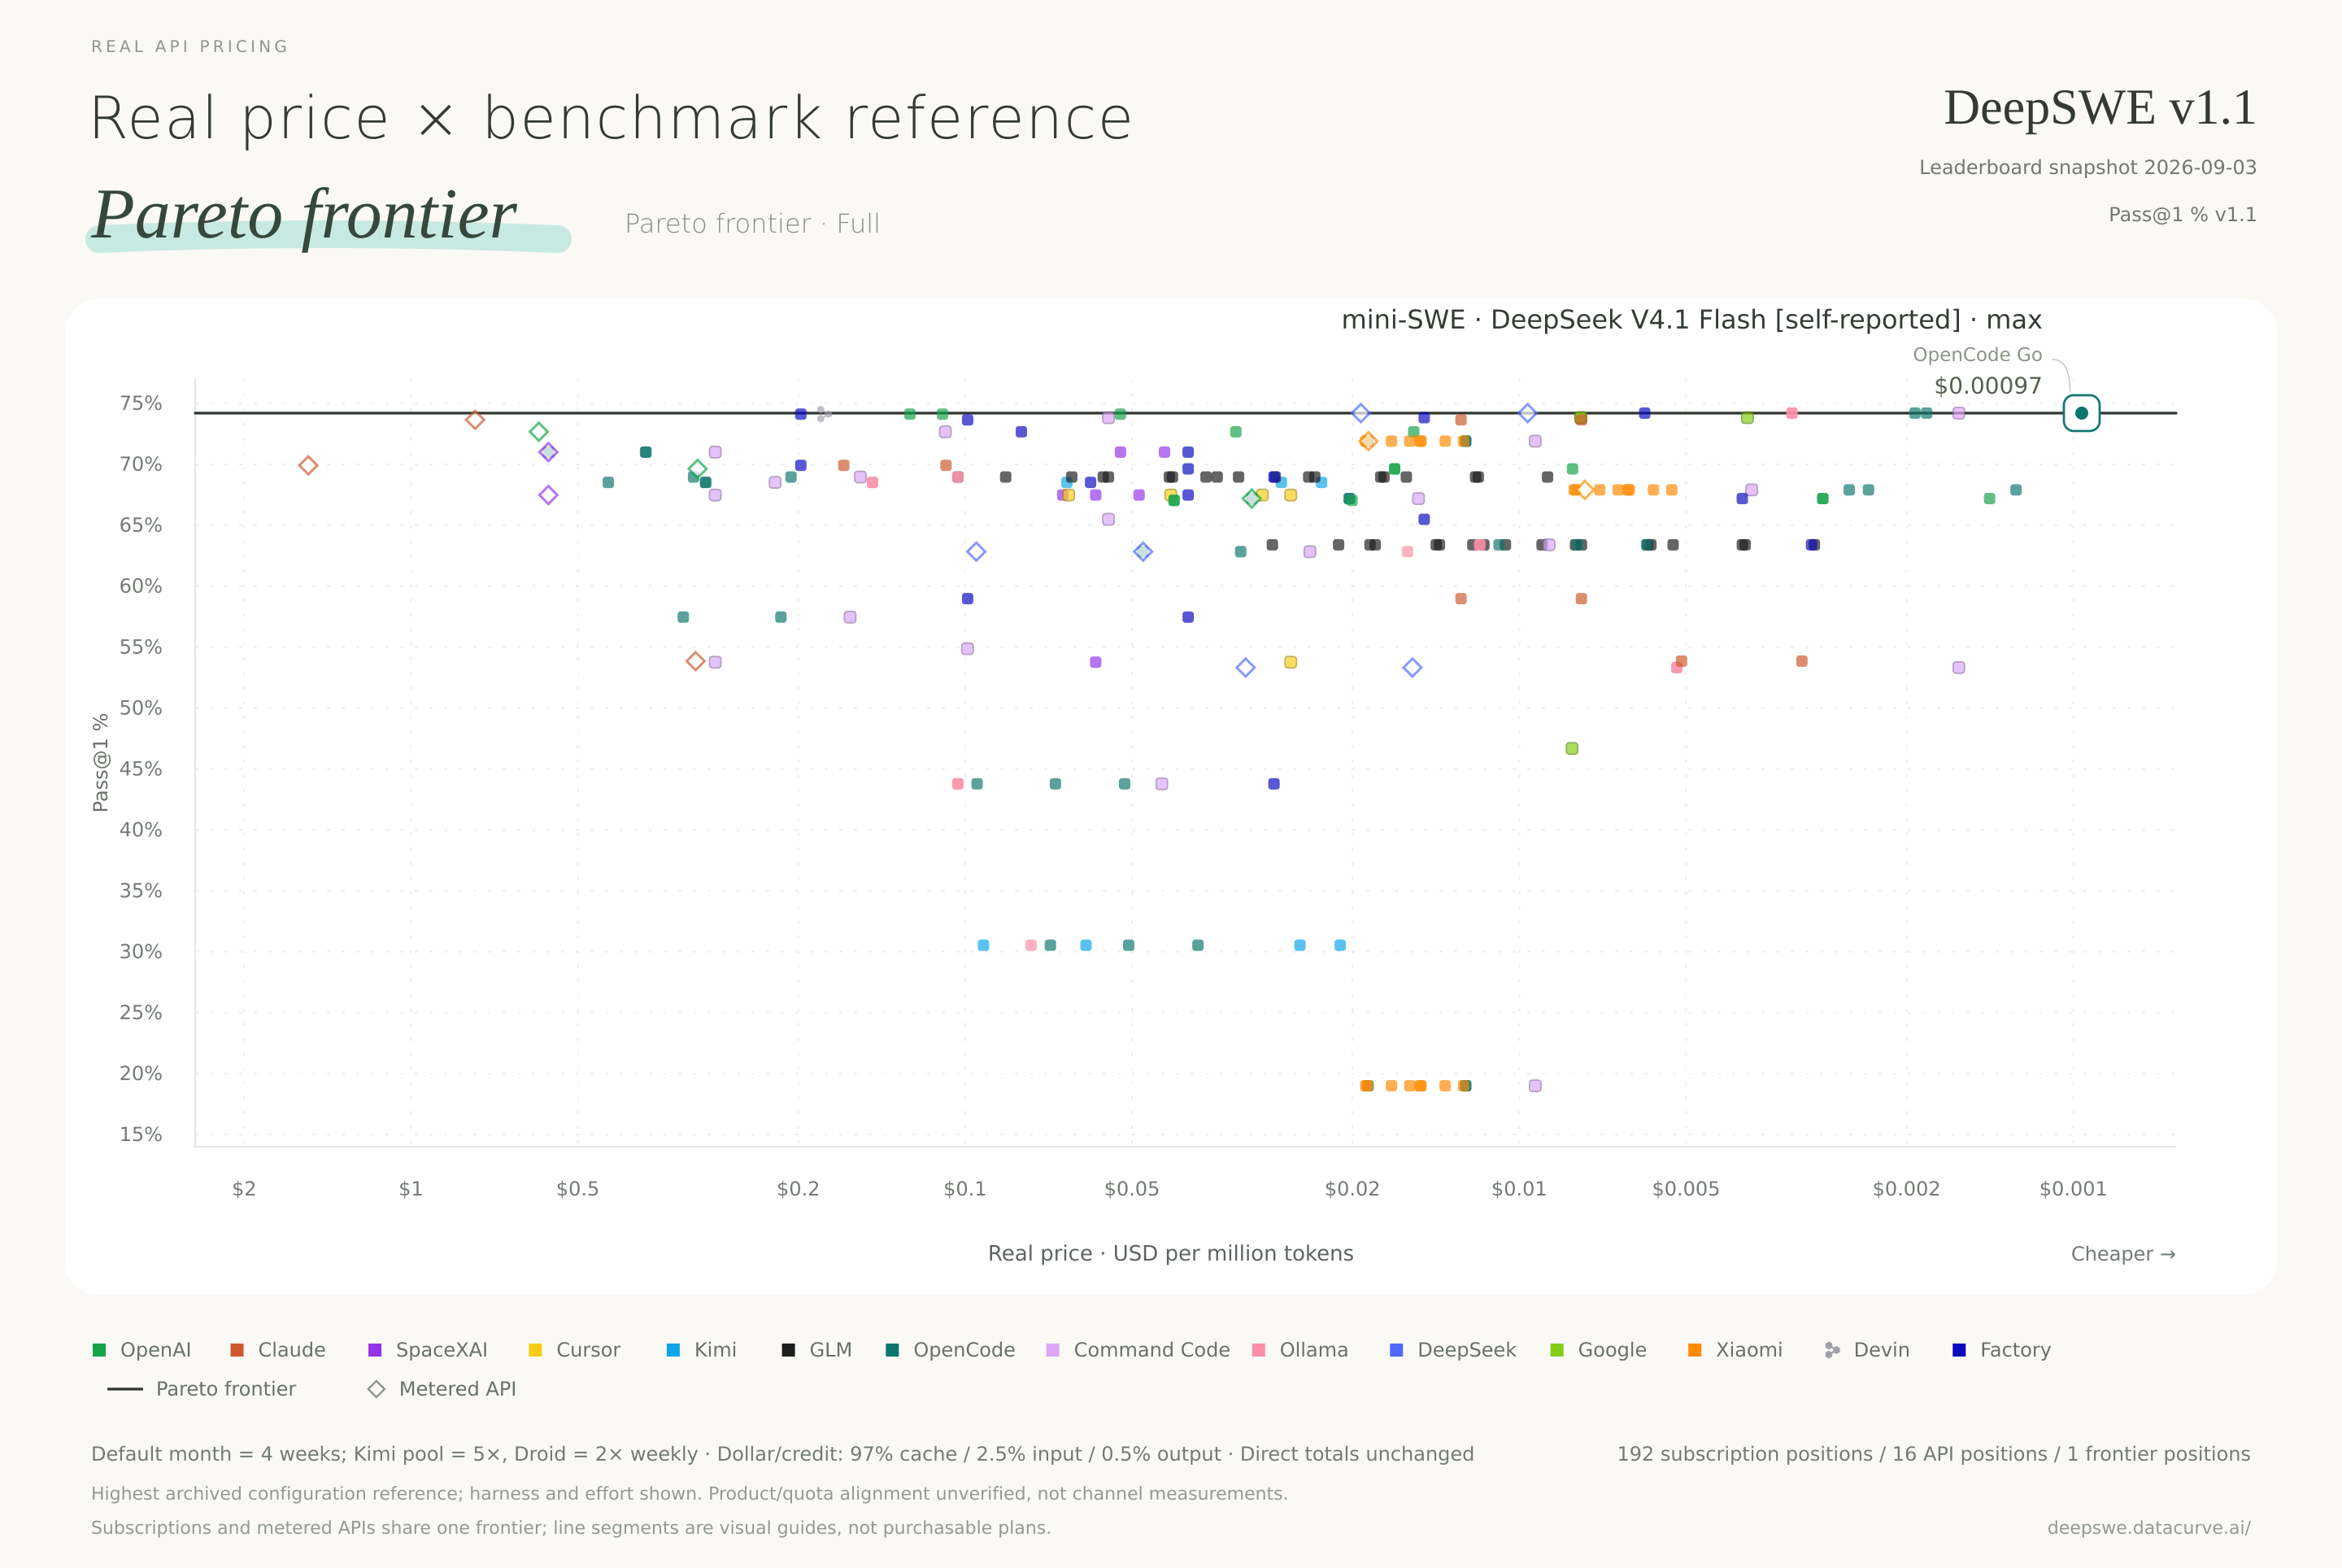 REAL API PRICING
Real price × benchmark reference
Pareto frontier
Pareto frontier · Full
DeepSWE v1.1
Leaderboard snapshot 2026-09-03
Pass@1 % v1.1
mini-SWE · DeepSeek V4.1 Flash [self-reported] · max
OpenCode Go
$0.00097
75%
70%
65%
60%
55%
50%
45%
40%
35%
30%
25%
20%
15%
Pass@1 %
$2 $1 $0.5 $0.2 $0.1 $0.05 $0.02 $0.01 $0.005 $0.002 $0.001
Real price · USD per million tokens
Cheaper →
OpenAI Claude SpaceXAI Cursor Kimi GLM OpenCode Command Code Ollama DeepSeek Google Xiaomi Devin Factory
Pareto frontier Metered API
Default month = 4 weeks; Kimi pool = 5×, Droid = 2× weekly · Dollar/credit: 97% cache / 2.5% input / 0.5% output · Direct totals unchanged
192 subscription positions / 16 API positions / 1 frontier positions
Highest archived configuration reference; harness and effort shown. Product/quota alignment unverified, not channel measurements.
Subscriptions and metered APIs share one frontier; line segments are visual guides, not purchasable plans.
deepswe.datacurve.ai/